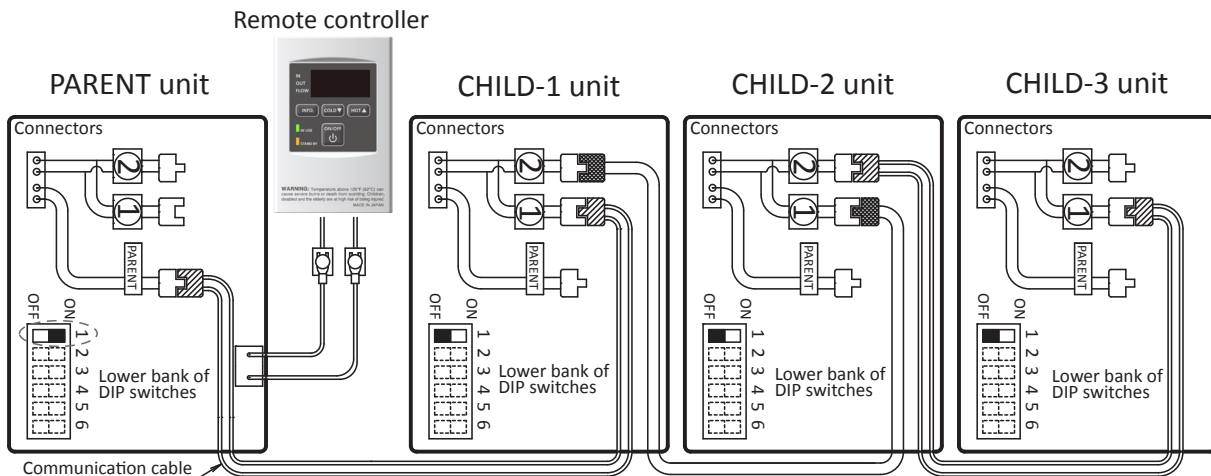 Remote controller
PARENT unit
CHILD-1 unit
CHILD-2 unit
CHILD-3 unit
IN
OUT
FLOW
INFO.
COLD▼
HOT▲
IN USE
STAND BY
ON/OFF
WARNING: Temperature above 125°F (52°C) can
cause severe burns or death from scalding. Children,
disabled and the elderly are at high risk of being injured
MADE IN JAPAN
Connectors
2
1
PARENT
OFF
ON
1
2
3
4
5
6
Lower bank of
DIP switches
Communication cable
Connectors
2
1
PARENT
OFF
ON
1
2
3
4
5
6
Lower bank of
DIP switches
Connectors
2
1
PARENT
OFF
ON
1
2
3
4
5
6
Lower bank of
DIP switches
Connectors
2
1
PARENT
OFF
ON
1
2
3
4
5
6
Lower bank of
DIP switches